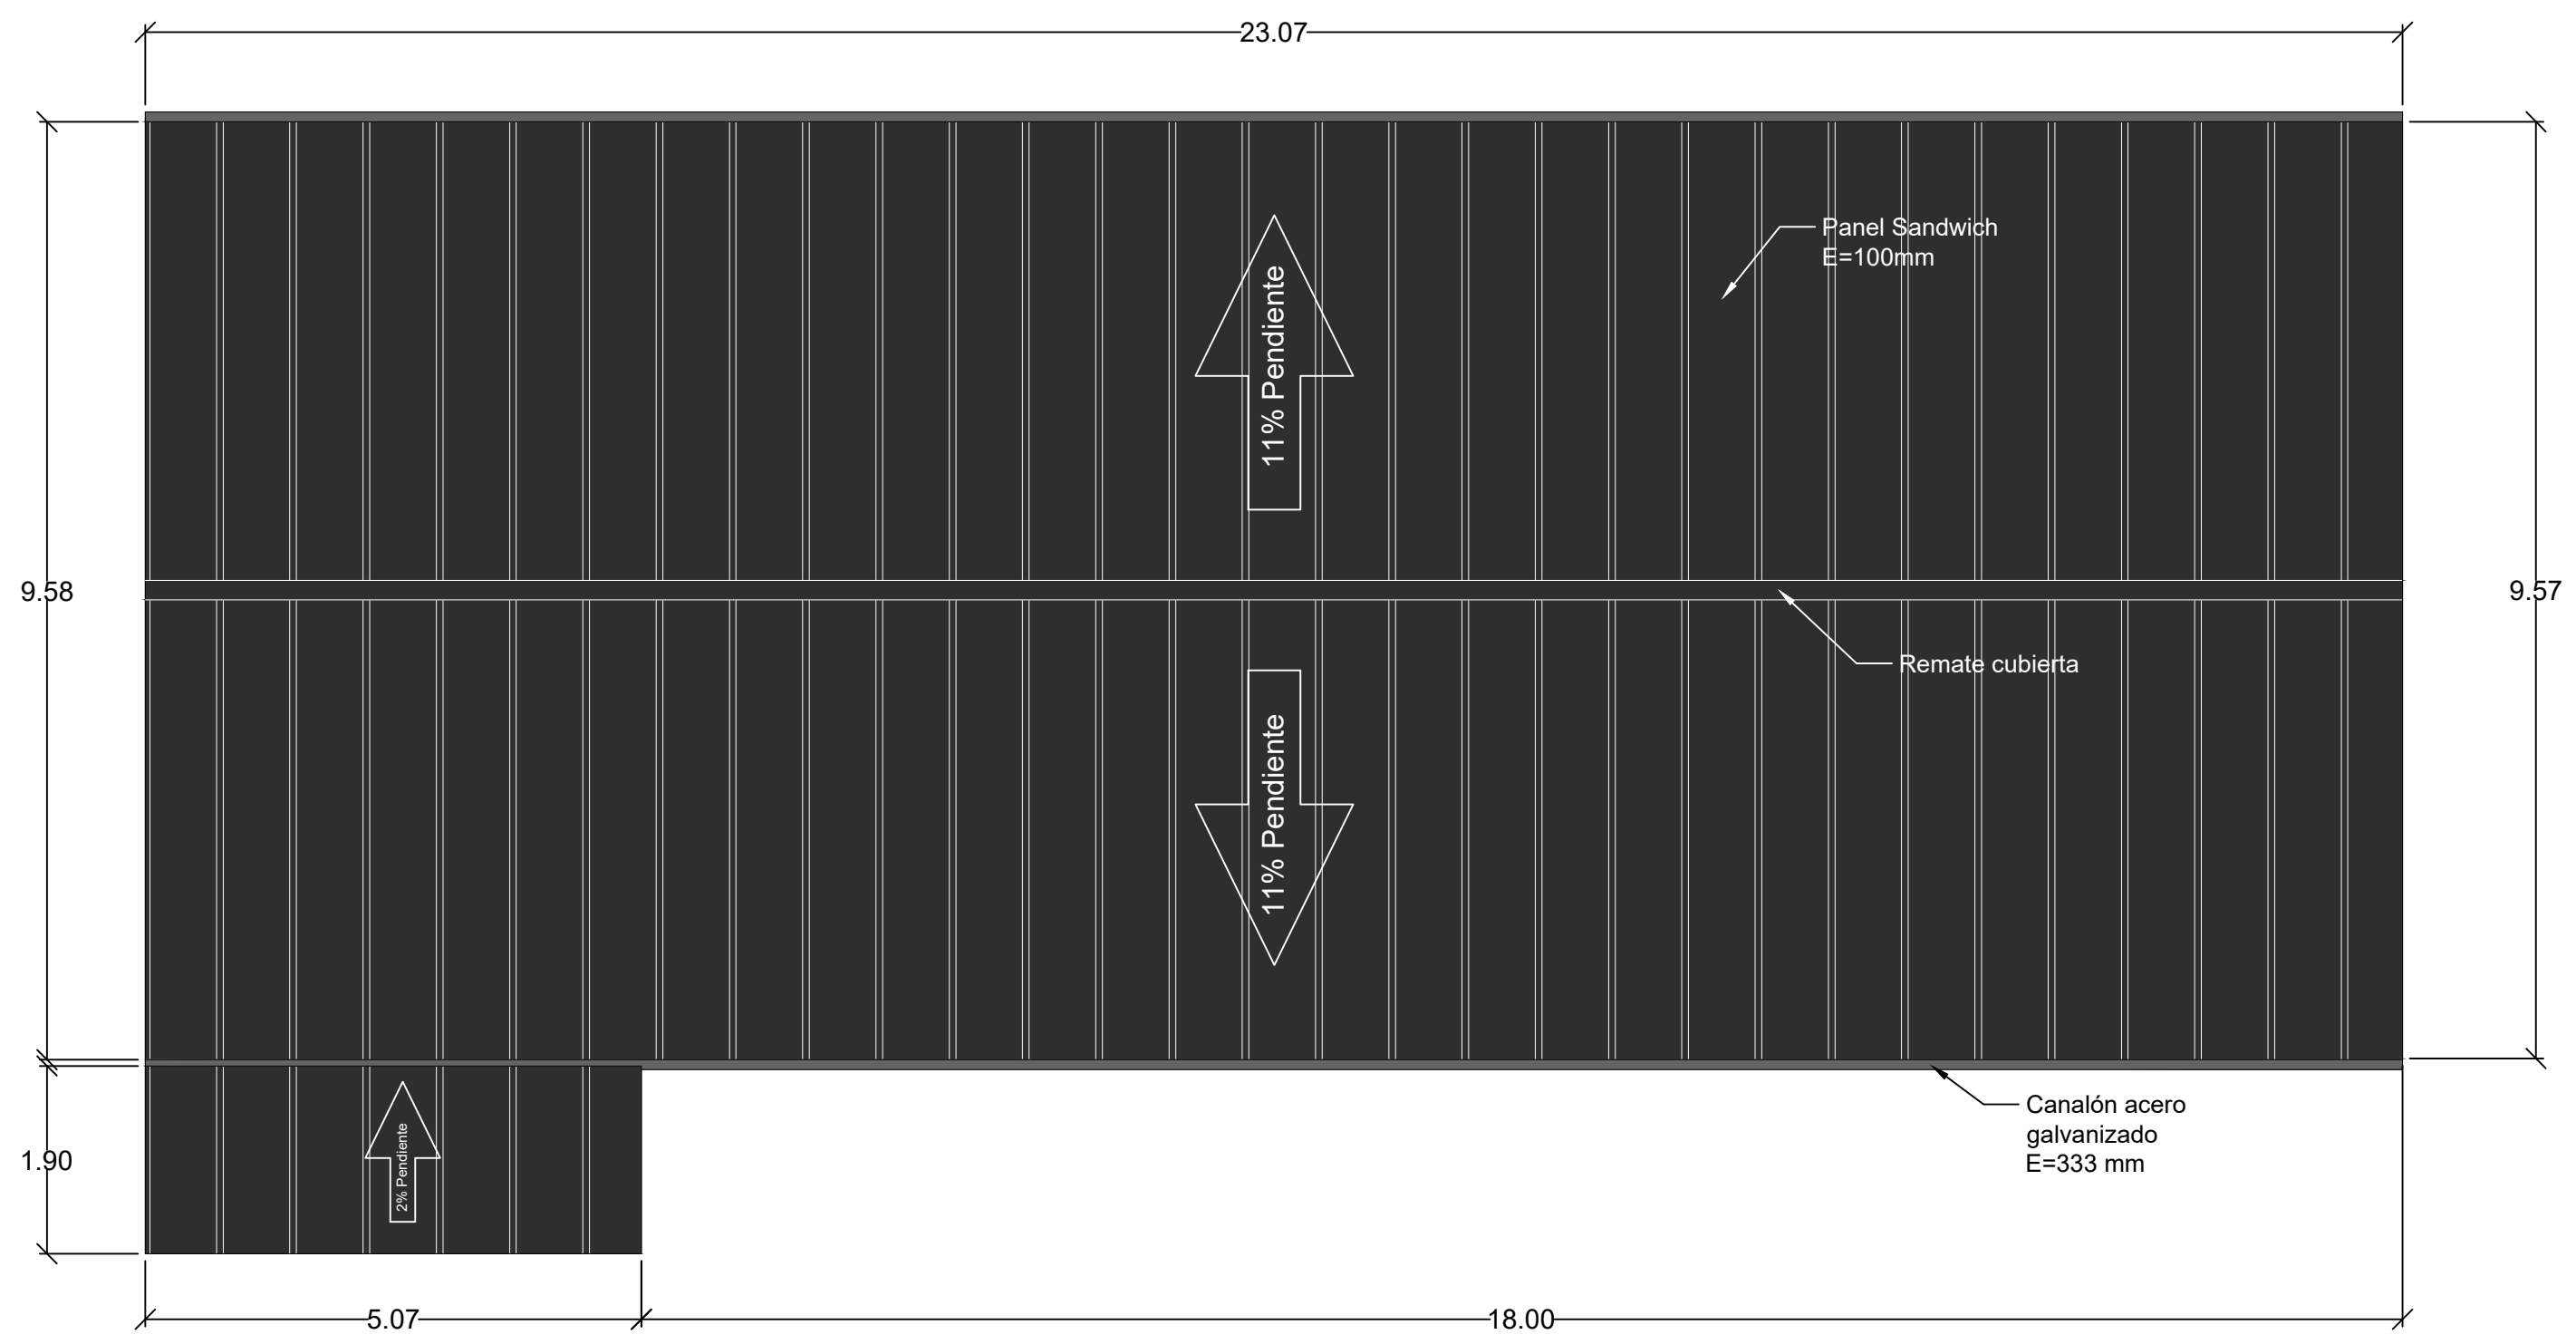 23.07
Panel Sandwich
E=100mm
11% Pendiente
9.58
9.57
Remate cubierta
11% Pendiente
Canalón acero
galvanizado
E=333 mm
1.90
2% Pendiente
5.07
18.00